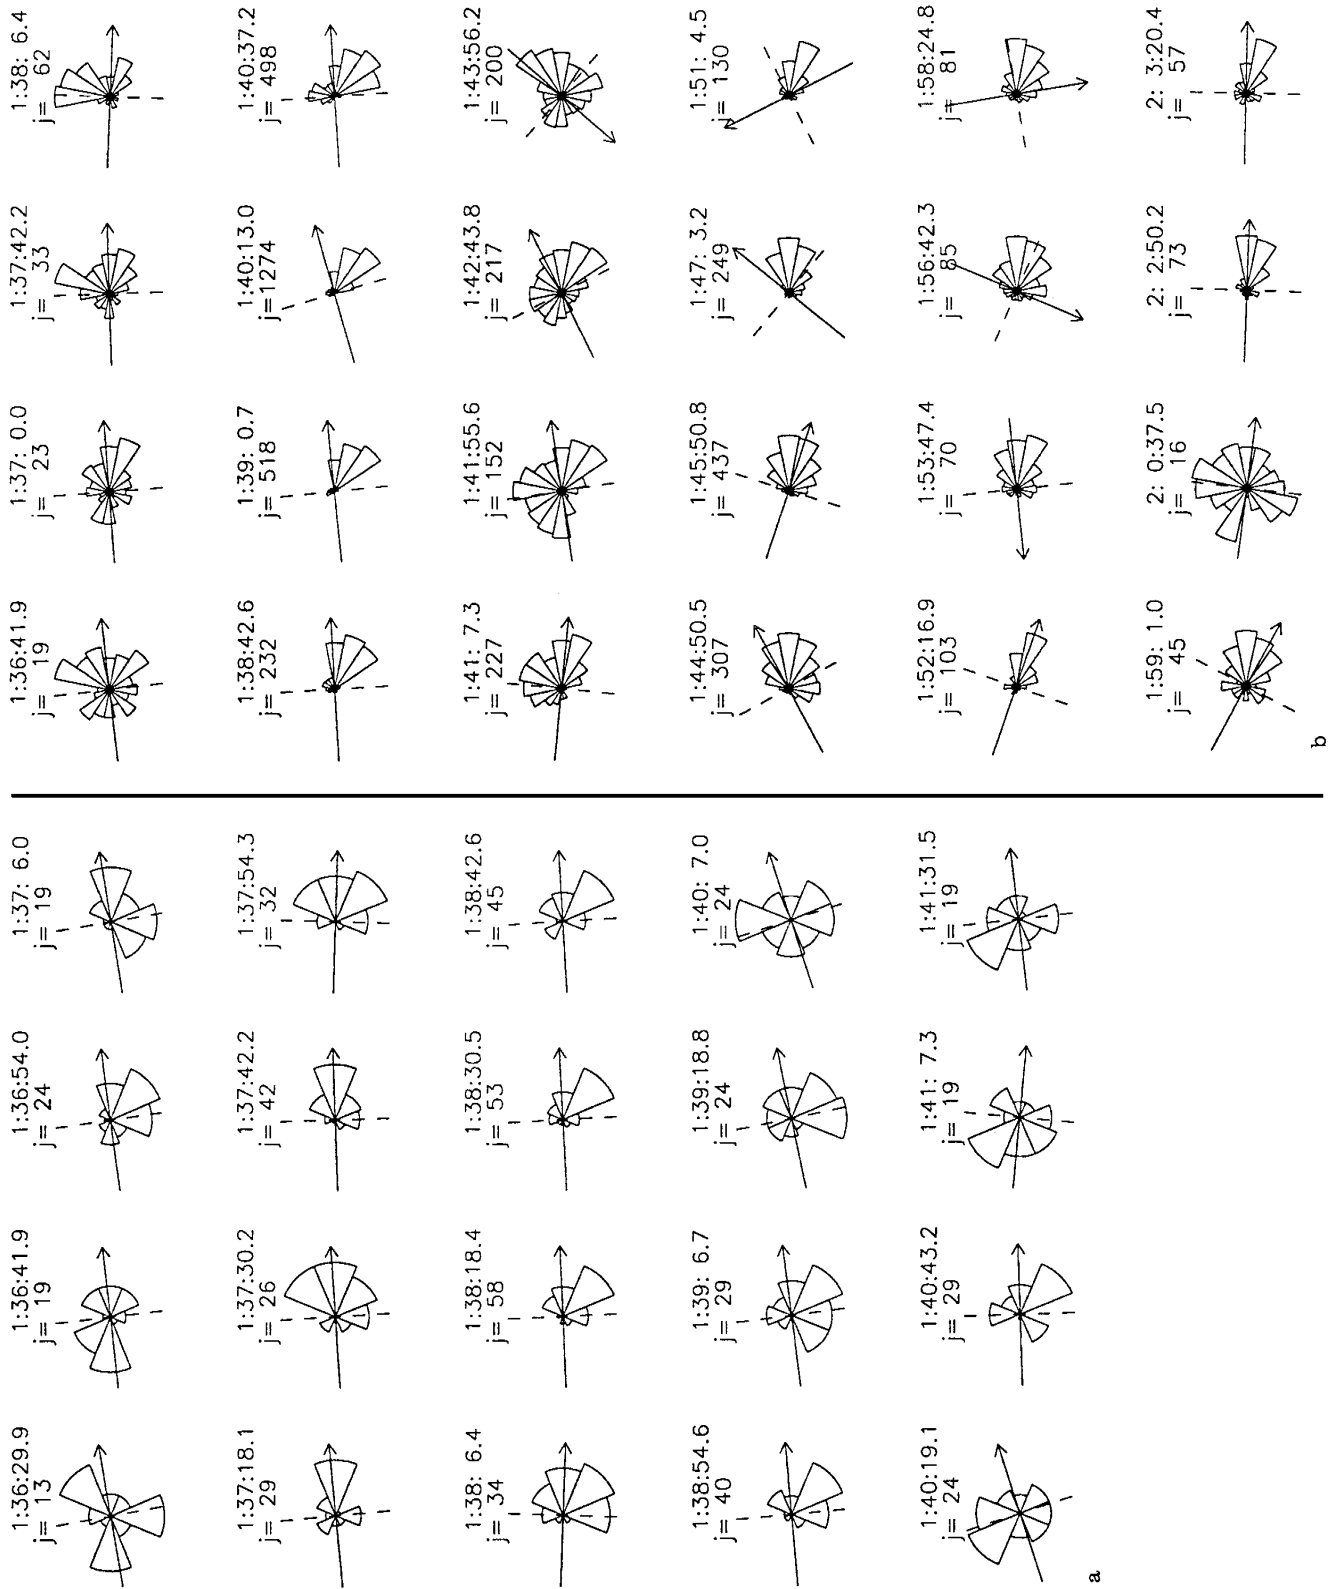 1:36:29.9
j= 13
1:36:41.9
j= 19
1:36:54.0
j= 24
1:37: 6.0
j= 19
1:37:18.1
j= 29
1:37:30.2
j= 26
1:37:42.2
j= 42
1:37:54.3
j= 32
1:38: 6.4
j= 34
1:38:18.4
j= 58
1:38:30.5
j= 53
1:38:42.6
j= 45
1:38:54.6
j= 40
1:39: 6.7
j= 29
1:39:18.8
j= 24
1:40: 7.0
j= 24
1:40:19.1
j= 24
1:40:43.2
j= 29
1:41: 7.3
j= 19
1:41:31.5
j= 19
a
1:36:41.9
j= 19
1:37: 0.0
j= 23
1:37:42.2
j= 33
1:38: 6.4
j= 62
1:38:42.6
j= 232
1:39: 0.7
j= 518
1:40:13.0
j=1274
1:40:37.2
j= 498
1:41: 7.3
j= 227
1:41:55.6
j= 152
1:42:43.8
j= 217
1:43:56.2
j= 200
1:44:50.5
j= 307
1:45:50.8
j= 437
1:47: 3.2
j= 249
1:51: 4.5
j= 130
1:52:16.9
j= 103
1:53:47.4
j= 70
1:56:42.3
j= 85
1:58:24.8
j= 81
1:59: 1.0
j= 45
2: 0:37.5
j= 16
2: 2:50.2
j= 73
2: 3:20.4
j= 57
b